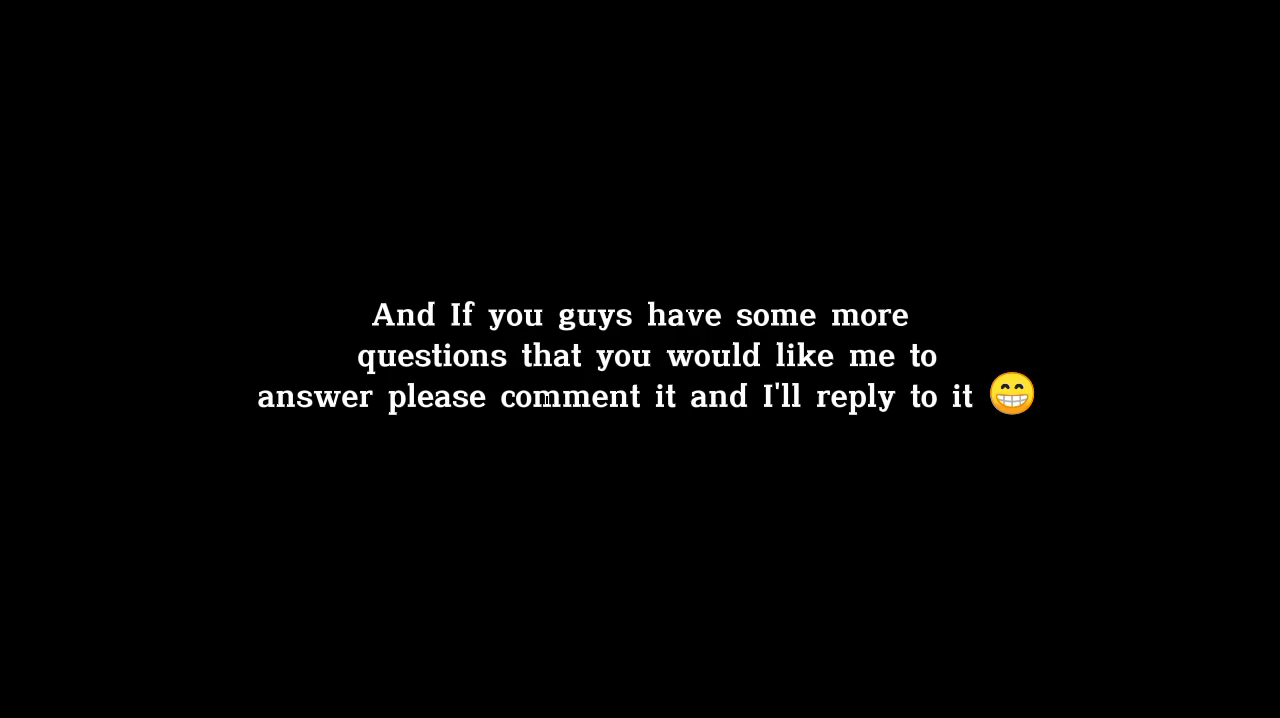 And If you guys have some more
questions that you would like me to
answer please comment it and I'll reply to it 😁